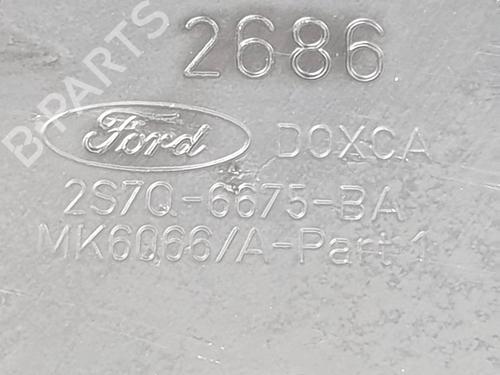 2686
B-PARTS
Ford DOXCA
2S7Q-6675-BA
MK6066/A-Part 1